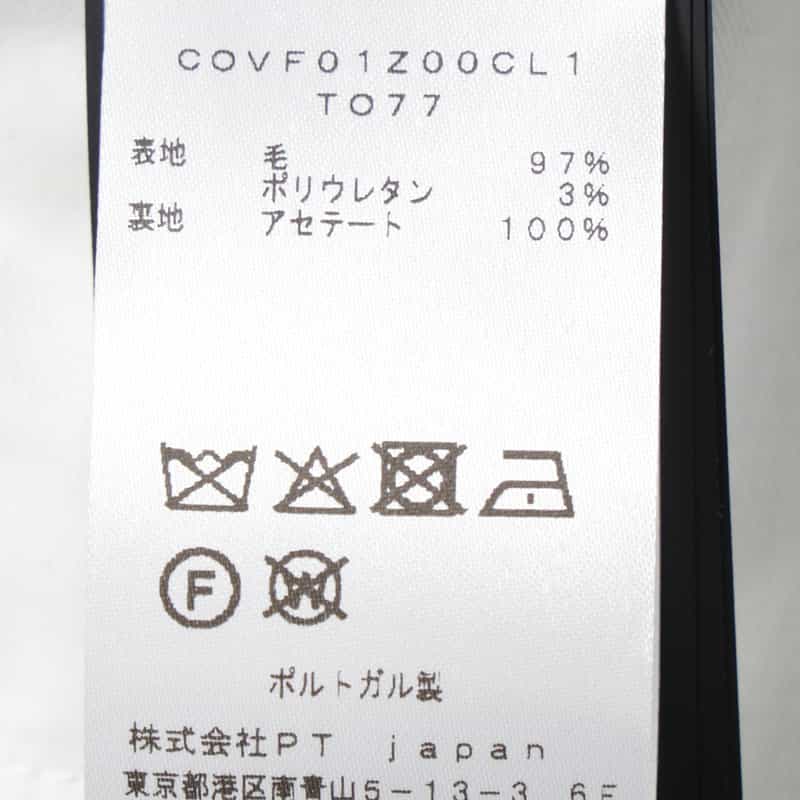 COVF01Z00CL1
TO77
表地 毛 97%
ポリウレタン 3%
裏地 アセテート 100%
F W
ポルトガル製
株式会社PT japan
東京都港区南青山5-13-3 6F